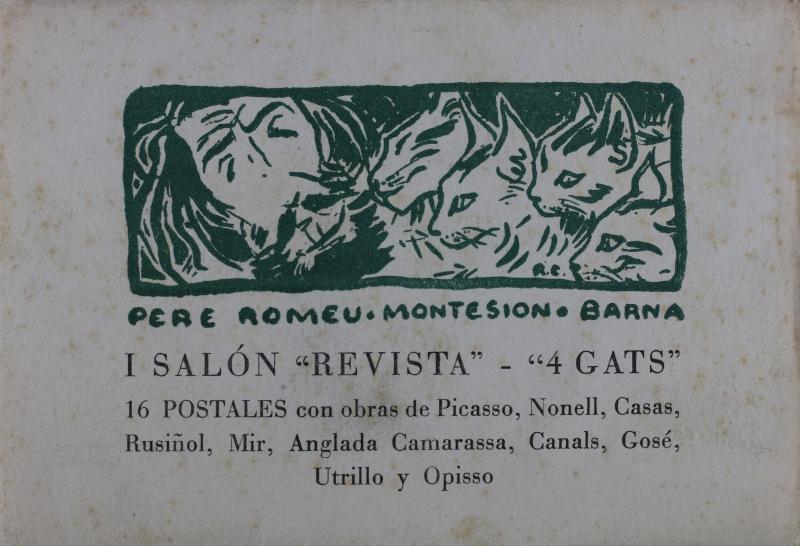 R.C.
PERE ROMEU. MONTESION. BARNA
I SALÓN “REVISTA” - “4 GATS”
16 POSTALES con obras de Picasso, Nonell, Casas,
Rusiñol, Mir, Anglada Camarassa, Canals, Gosé,
Utrillo y Opisso